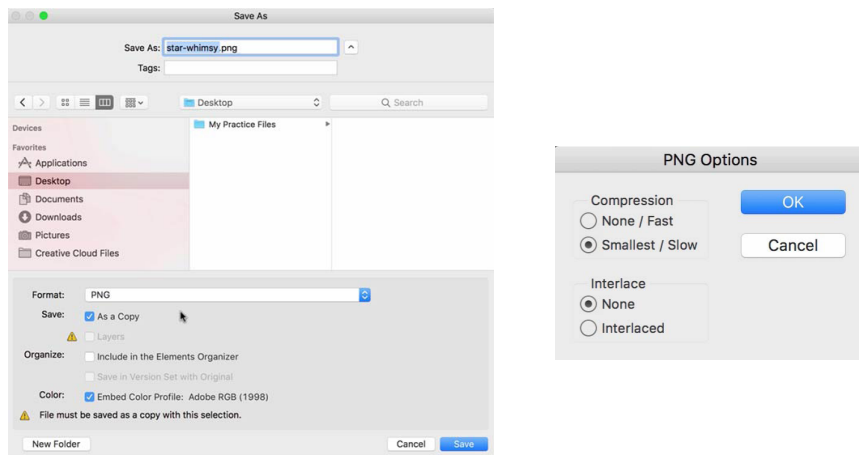 Save As
Save As: star-whimsy.png
Tags:
Desktop
Search
Devices
Favorites
Applications
Desktop
Documents
Downloads
Pictures
Creative Cloud Files
My Practice Files
Format: PNG
Save: As a Copy
Layers
Organize: Include in the Elements Organizer
Save in Version Set with Original
Color: Embed Color Profile: Adobe RGB (1998)
File must be saved as a copy with this selection.
New Folder
Cancel
Save
PNG Options
Compression
None / Fast
Smallest / Slow
Interlace
None
Interlaced
OK
Cancel